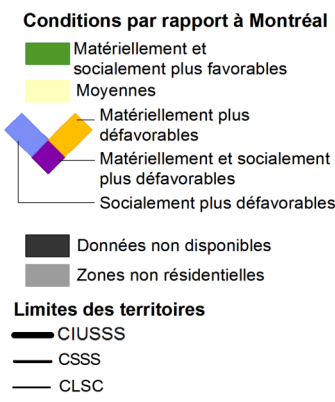 Conditions par rapport à Montréal
Matériellement et
socialement plus favorables
Moyennes
Matériellement plus
défavorables
Matériellement et socialement
plus défavorables
Socialement plus défavorables
Données non disponibles
Zones non résidentielles
Limites des territoires
CIUSSS
CSSS
CLSC